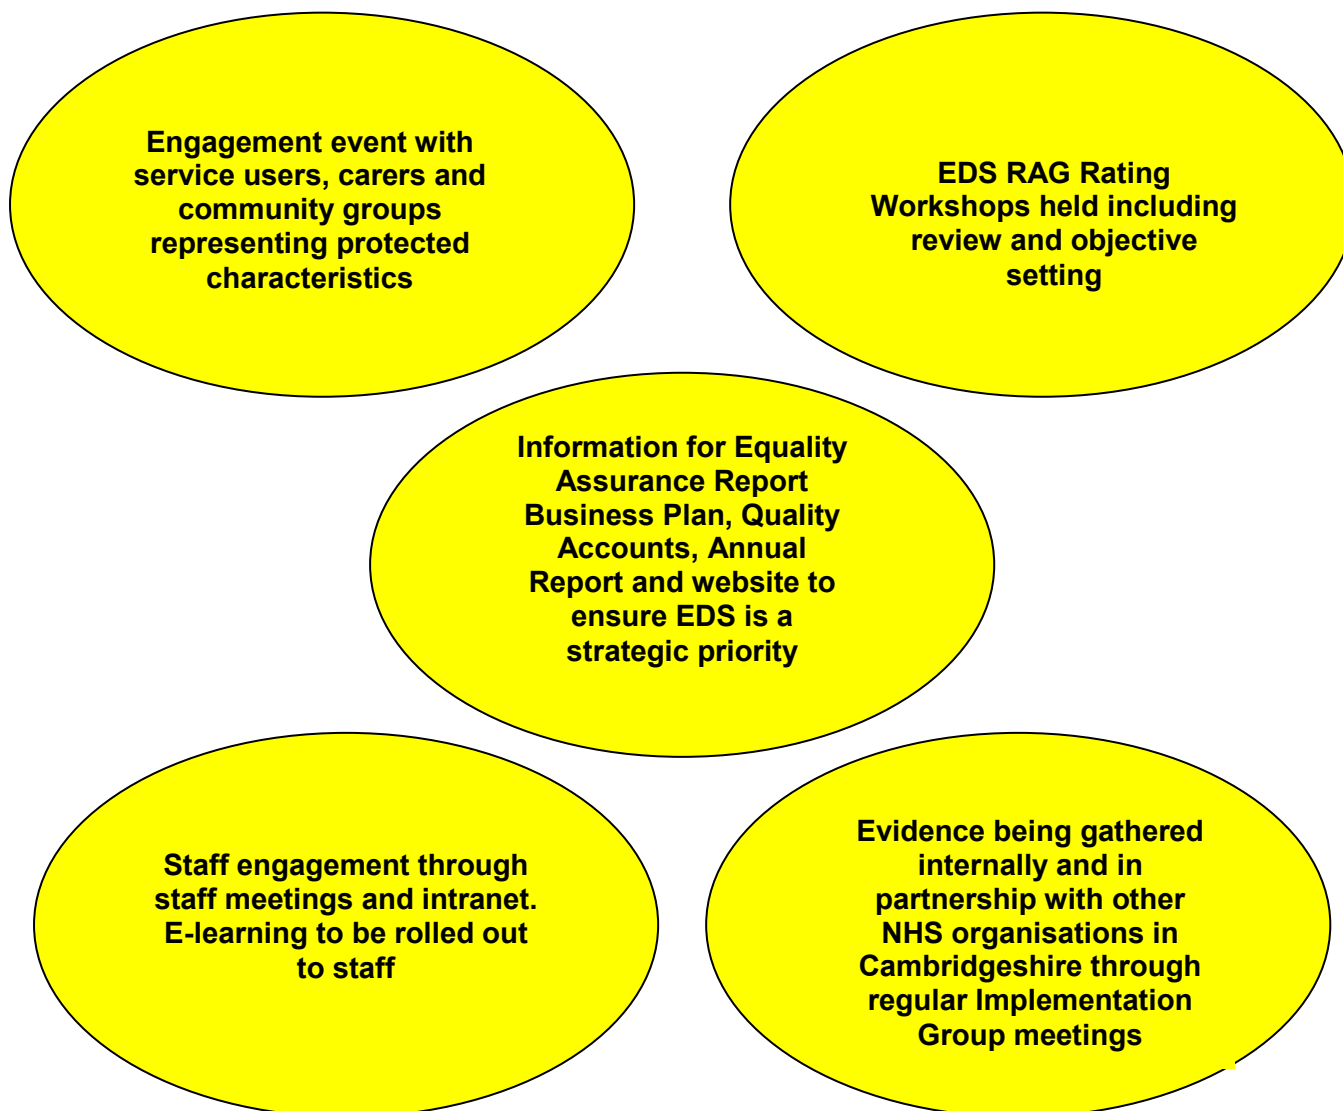 Engagement event with
service users, carers and
community groups
representing protected
characteristics
EDS RAG Rating
Workshops held including
review and objective
setting
Information for Equality
Assurance Report
Business Plan, Quality
Accounts, Annual
Report and website to
ensure EDS is a
strategic priority
Staff engagement through
staff meetings and intranet.
E-learning to be rolled out
to staff
Evidence being gathered
internally and in
partnership with other
NHS organisations in
Cambridgeshire through
regular Implementation
Group meetings